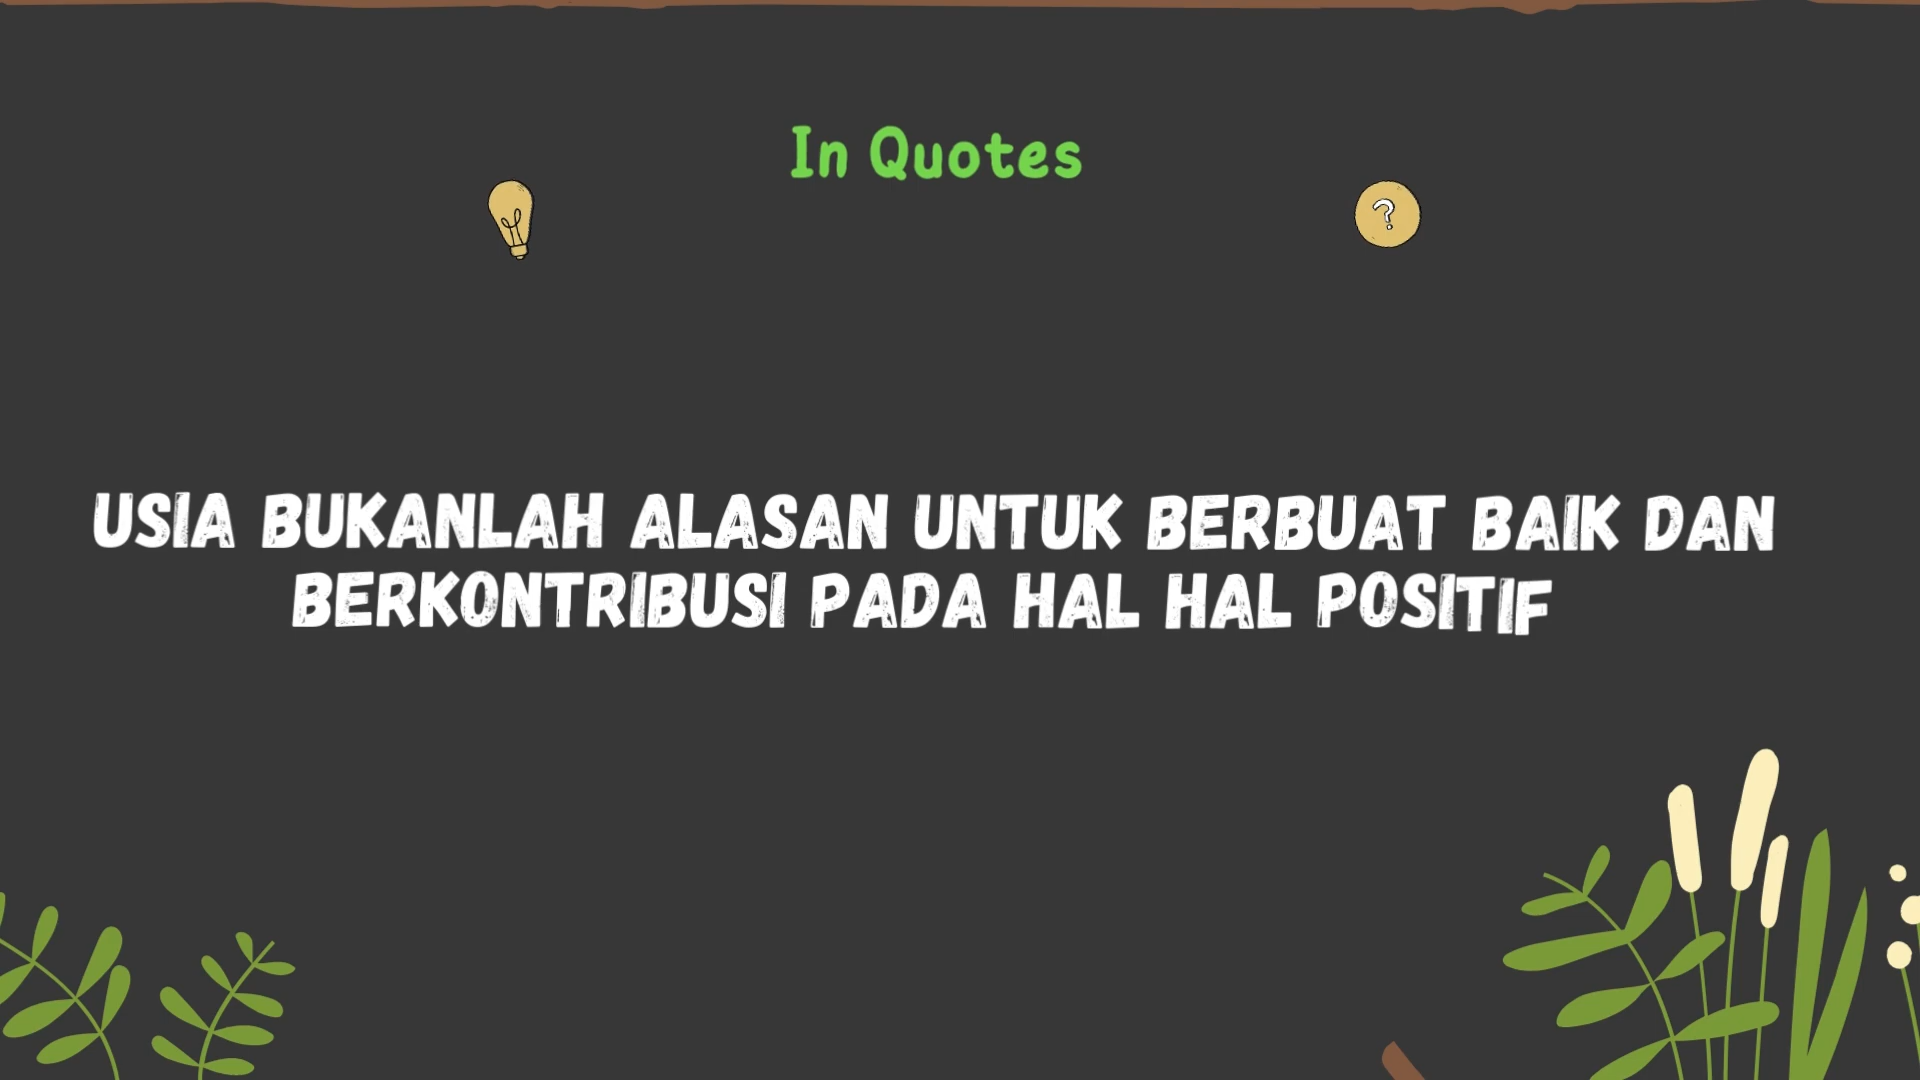 In Quotes
?
USIA BUKANLAH ALASAN UNTUK BERBUAT BAIK DAN
BERKONTRIBUSI PADA HAL HAL POSITIF